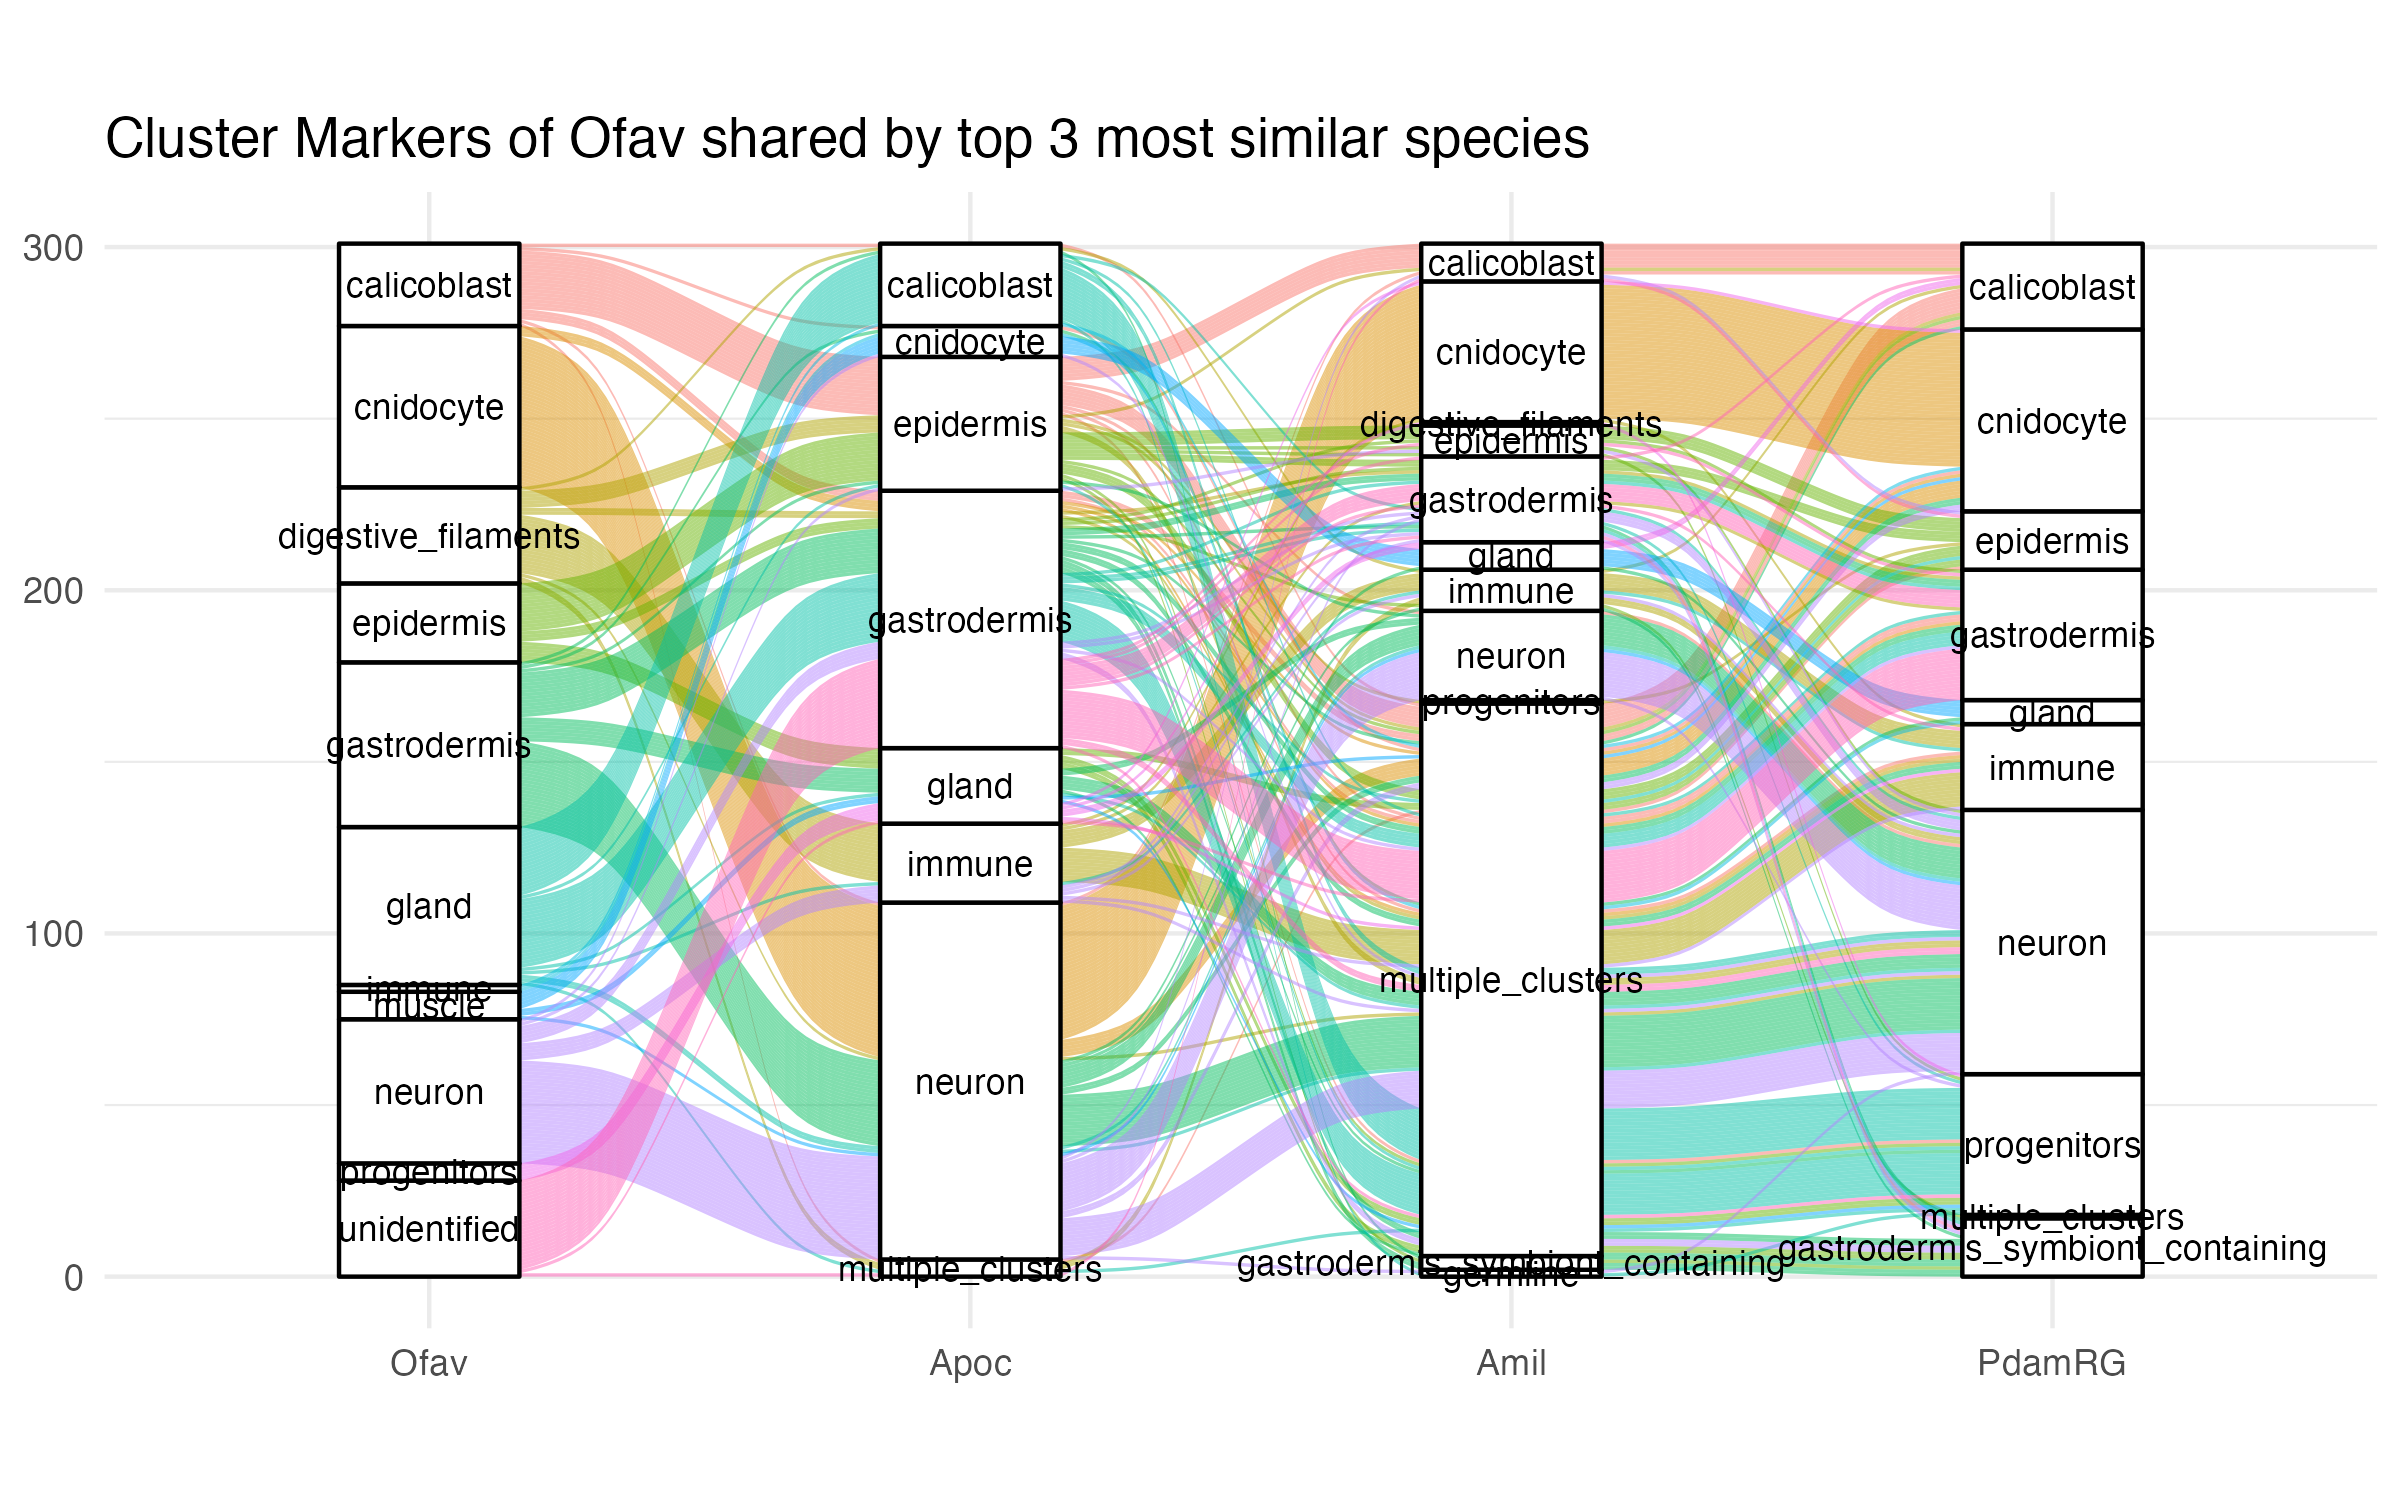 Cluster Markers of Ofav shared by top 3 most similar species
300
200
100
0
calicoblast
cnidocyte
digestive_filaments
epidermis
gastrodermis
gland
immune
muscle
neuron
progenitors
unidentified
calicoblast
cnidocyte
epidermis
gastrodermis
gland
immune
neuron
multiple_clusters
calicoblast
cnidocyte
digestive_filaments
epidermis
gastrodermis
gland
immune
neuron
progenitors
multiple_clusters
gastrodermis_symbiont_containing
germline
calicoblast
cnidocyte
epidermis
gastrodermis
gland
immune
neuron
progenitors
multiple_clusters
gastrodermis_symbiont_containing
Ofav
Apoc
Amil
PdamRG